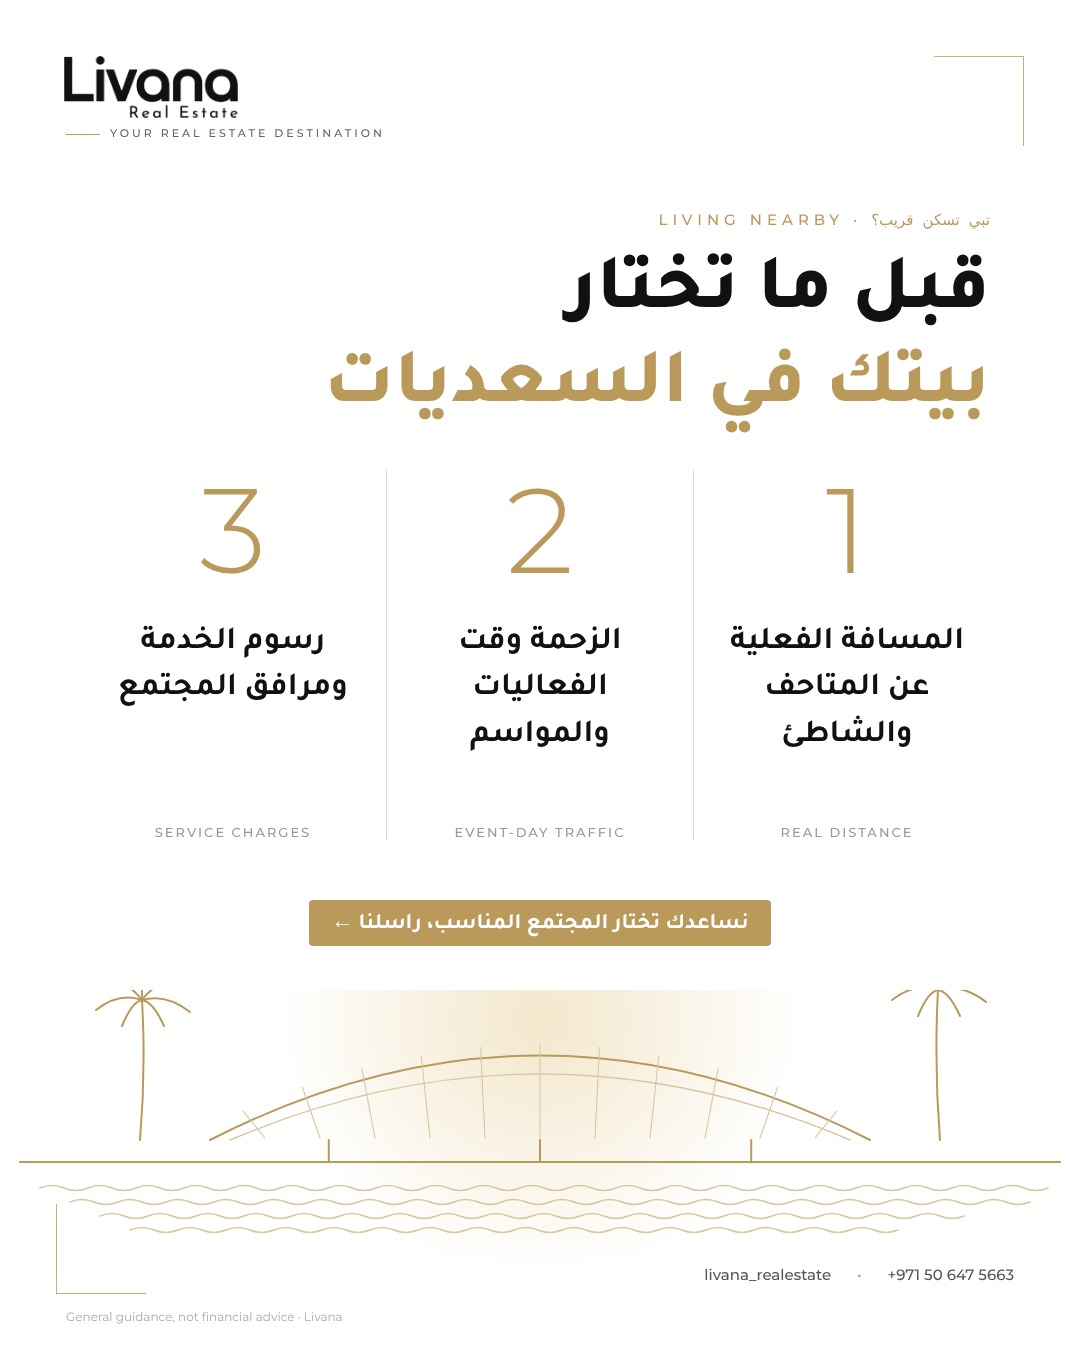 Livana
Real Estate
YOUR REAL ESTATE DESTINATION
تبي تسكن قريب؟ · LIVING NEARBY
قبل ما تختار
بيتك في السعديات
1
المسافة الفعلية
عن المتاحف
والشاطئ
REAL DISTANCE
2
الزحمة وقت
الفعاليات
والمواسم
EVENT-DAY TRAFFIC
3
رسوم الخدمة
ومرافق المجتمع
SERVICE CHARGES
نساعدك تختار المجتمع المناسب، راسلنا ←
livana_realestate · +971 50 647 5663
General guidance, not financial advice · Livana